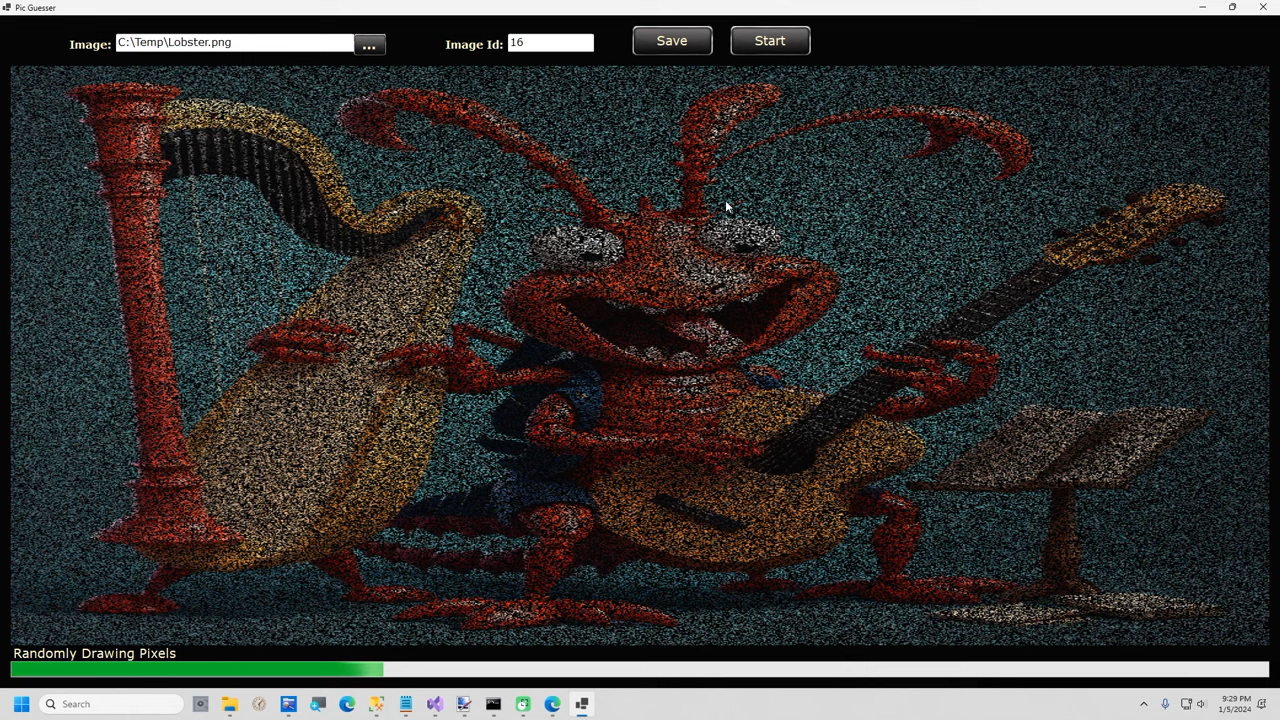 Pic Guesser
Image: C:\Temp\Lobster.png ... Image Id: 16 Save Start
Randomly Drawing Pixels
Search
9:29 PM
1/5/2024